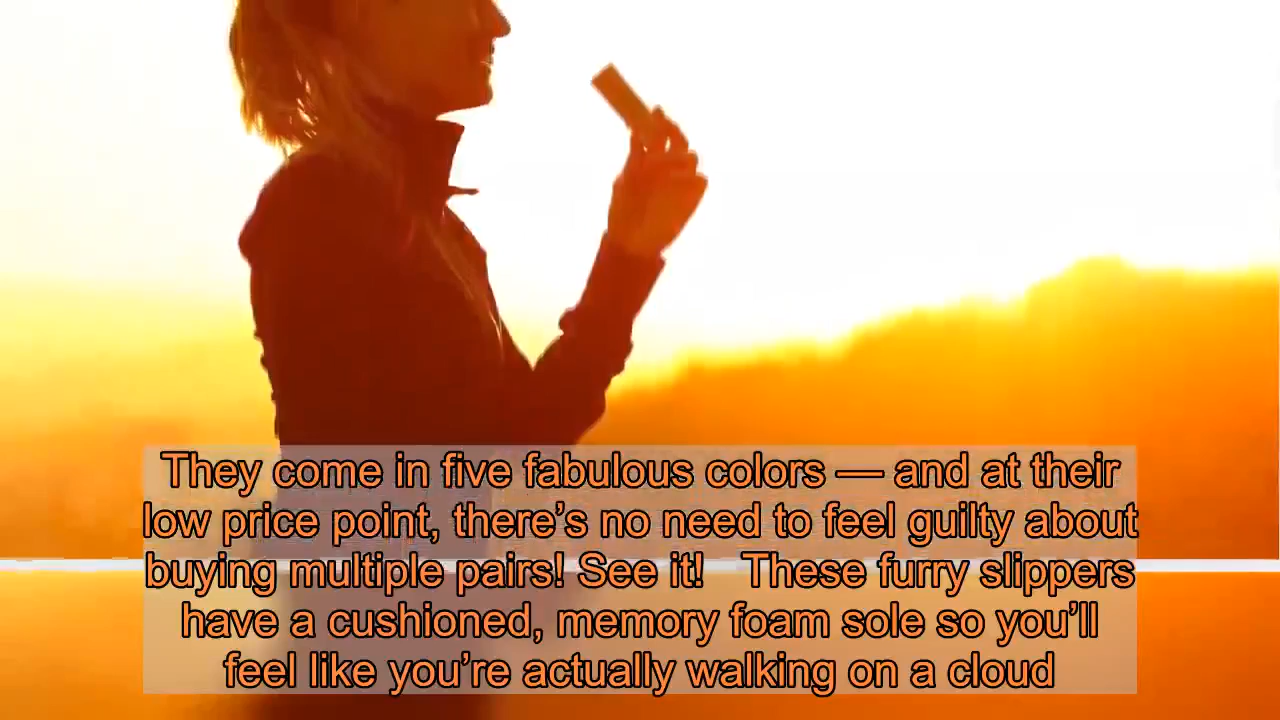 They come in five fabulous colors — and at their
low price point, there’s no need to feel guilty about
buying multiple pairs! See it!   These furry slippers
have a cushioned, memory foam sole so you’ll
feel like you’re actually walking on a cloud